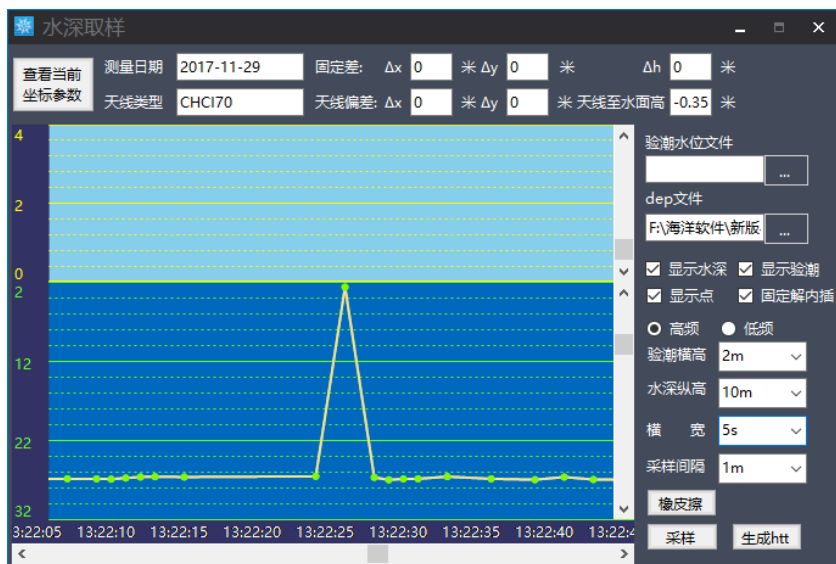 水深取样
查看当前
坐标参数
测量日期 2017-11-29 固定差: Δx 0 米 Δy 0 米 Δh 0 米
天线类型 CHCI70 天线偏差: Δx 0 米 Δy 0 米 天线至水面高 -0.35 米
4
2
0
2
12
22
32
3:22:05 13:22:10 13:22:15 13:22:20 13:22:25 13:22:30 13:22:35 13:22:40 13:22:4
验潮水位文件
...
dep文件
F:\海洋软件\新版 ...
显示水深 显示验潮
显示点 固定解内插
高频 低频
验潮横高 2m
水深纵高 10m
横 宽 5s
采样间隔 1m
橡皮擦
采样 生成htt